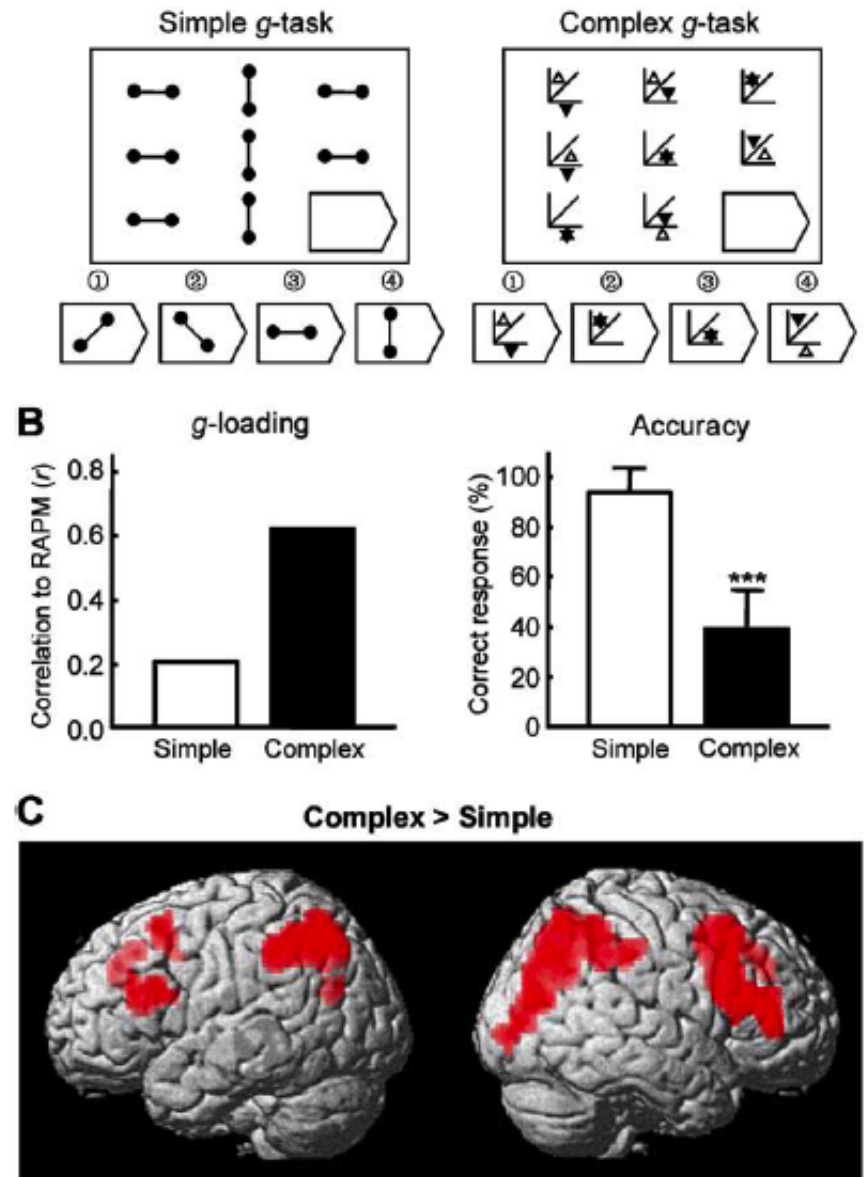 Simple g-task
Complex g-task
① ② ③ ④
① ② ③ ④
B
g-loading
Correlation to RAPM (r)
0.8
0.6
0.4
0.2
0.0
Simple Complex
Accuracy
Correct response (%)
100
80
60
40
20
0
***
Simple Complex
C
Complex > Simple